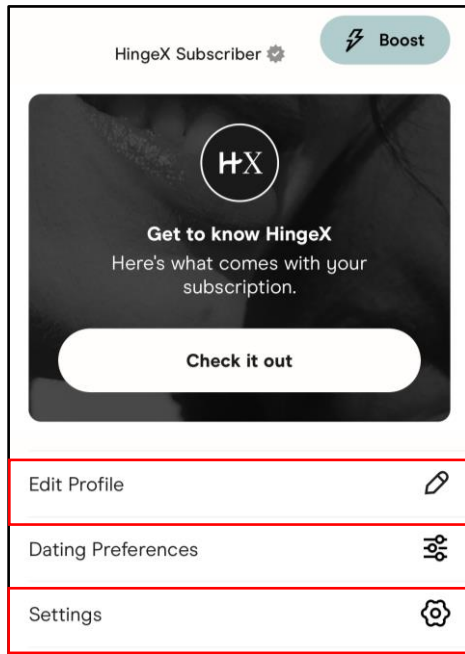 HingeX Subscriber
Boost
HX
Get to know HingeX
Here's what comes with your
subscription.
Check it out
Edit Profile
Dating Preferences
Settings